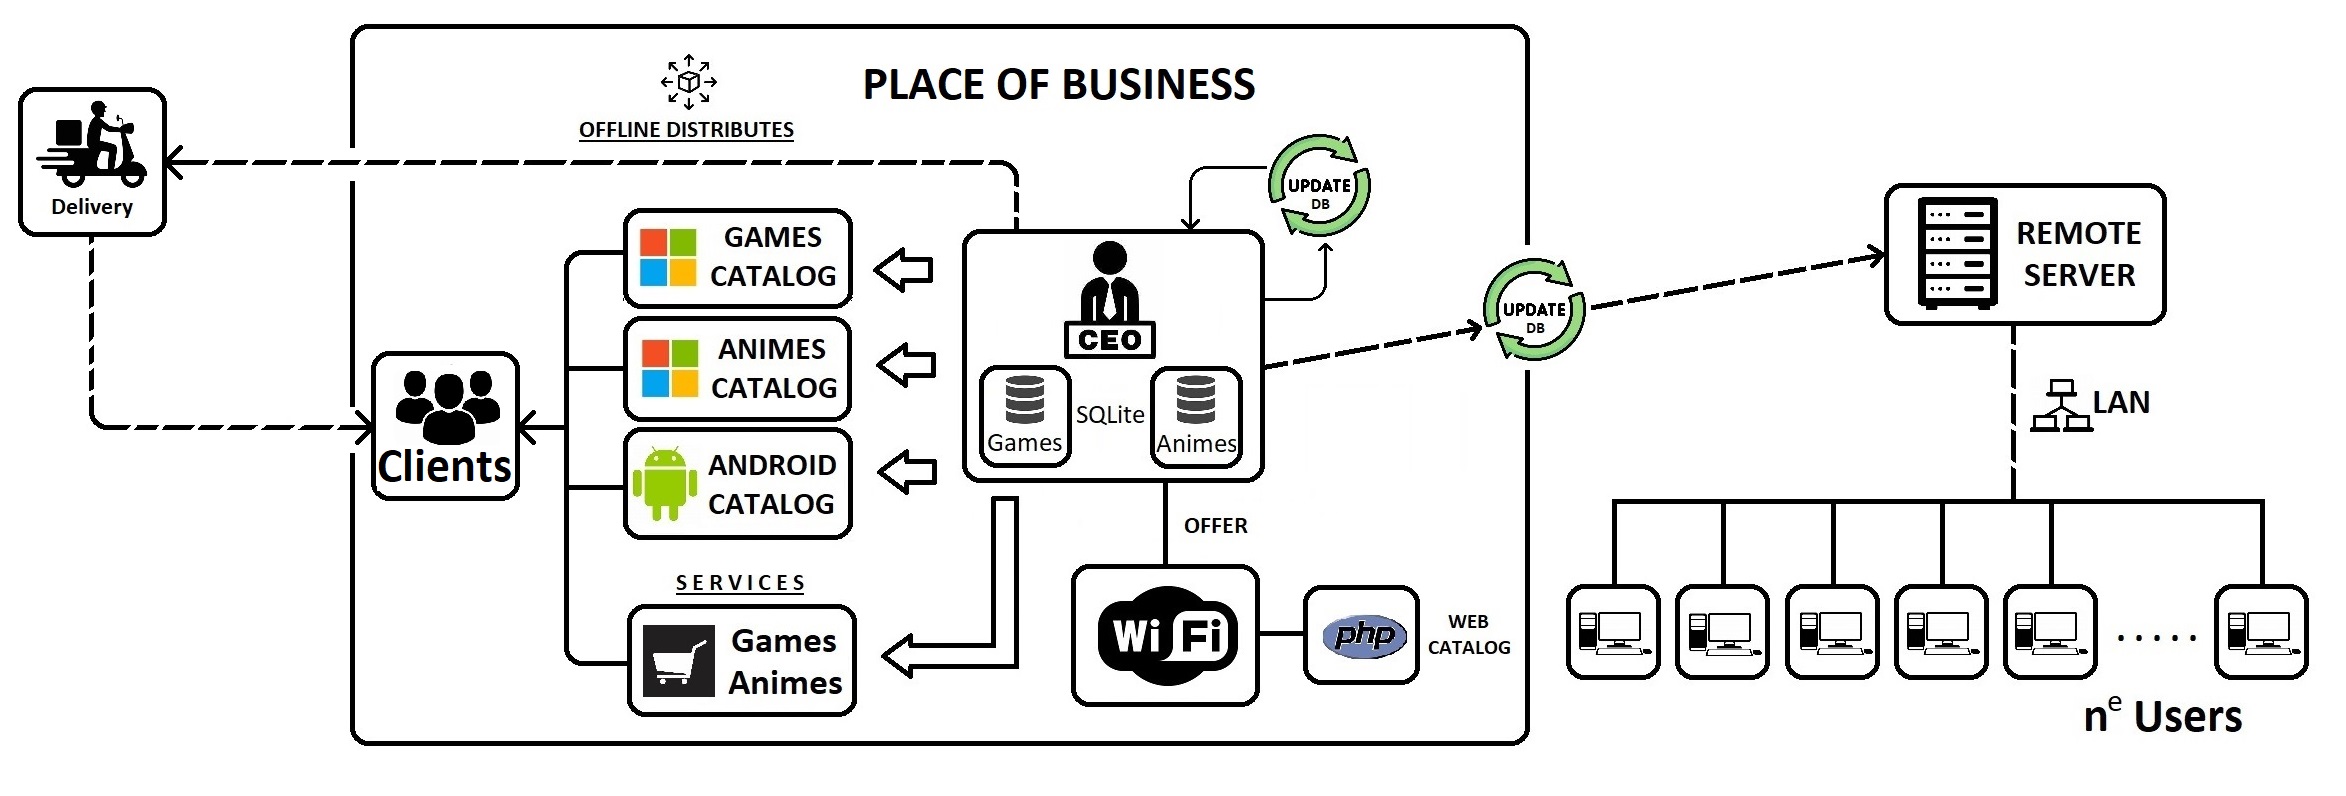 PLACE OF BUSINESS
OFFLINE DISTRIBUTES
Delivery
UPDATE
DB
GAMES
CATALOG
REMOTE
SERVER
CEO
UPDATE
DB
ANIMES
CATALOG
SQLite
Games
Animes
LAN
Clients
ANDROID
CATALOG
OFFER
SERVICES
Games
Animes
Wi Fi
php
WEB
CATALOG
.....
nᵉ Users